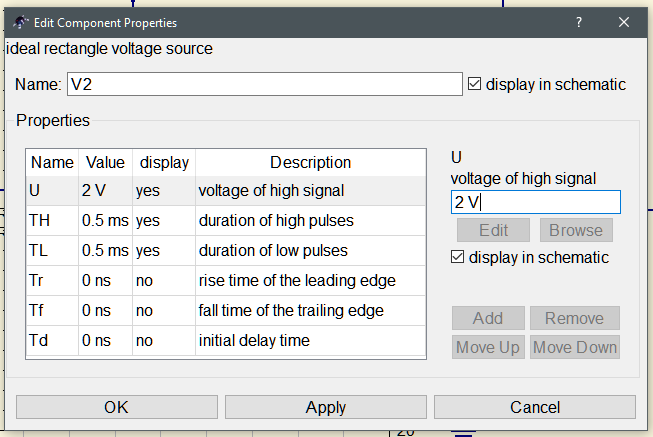 Edit Component Properties ? ×
ideal rectangle voltage source
Name: V2 display in schematic
Properties
Name Value display Description
U 2 V yes voltage of high signal
TH 0.5 ms yes duration of high pulses
TL 0.5 ms yes duration of low pulses
Tr 0 ns no rise time of the leading edge
Tf 0 ns no fall time of the trailing edge
Td 0 ns no initial delay time
U
voltage of high signal
2 V
Edit Browse
display in schematic
Add Remove
Move Up Move Down
OK Apply Cancel